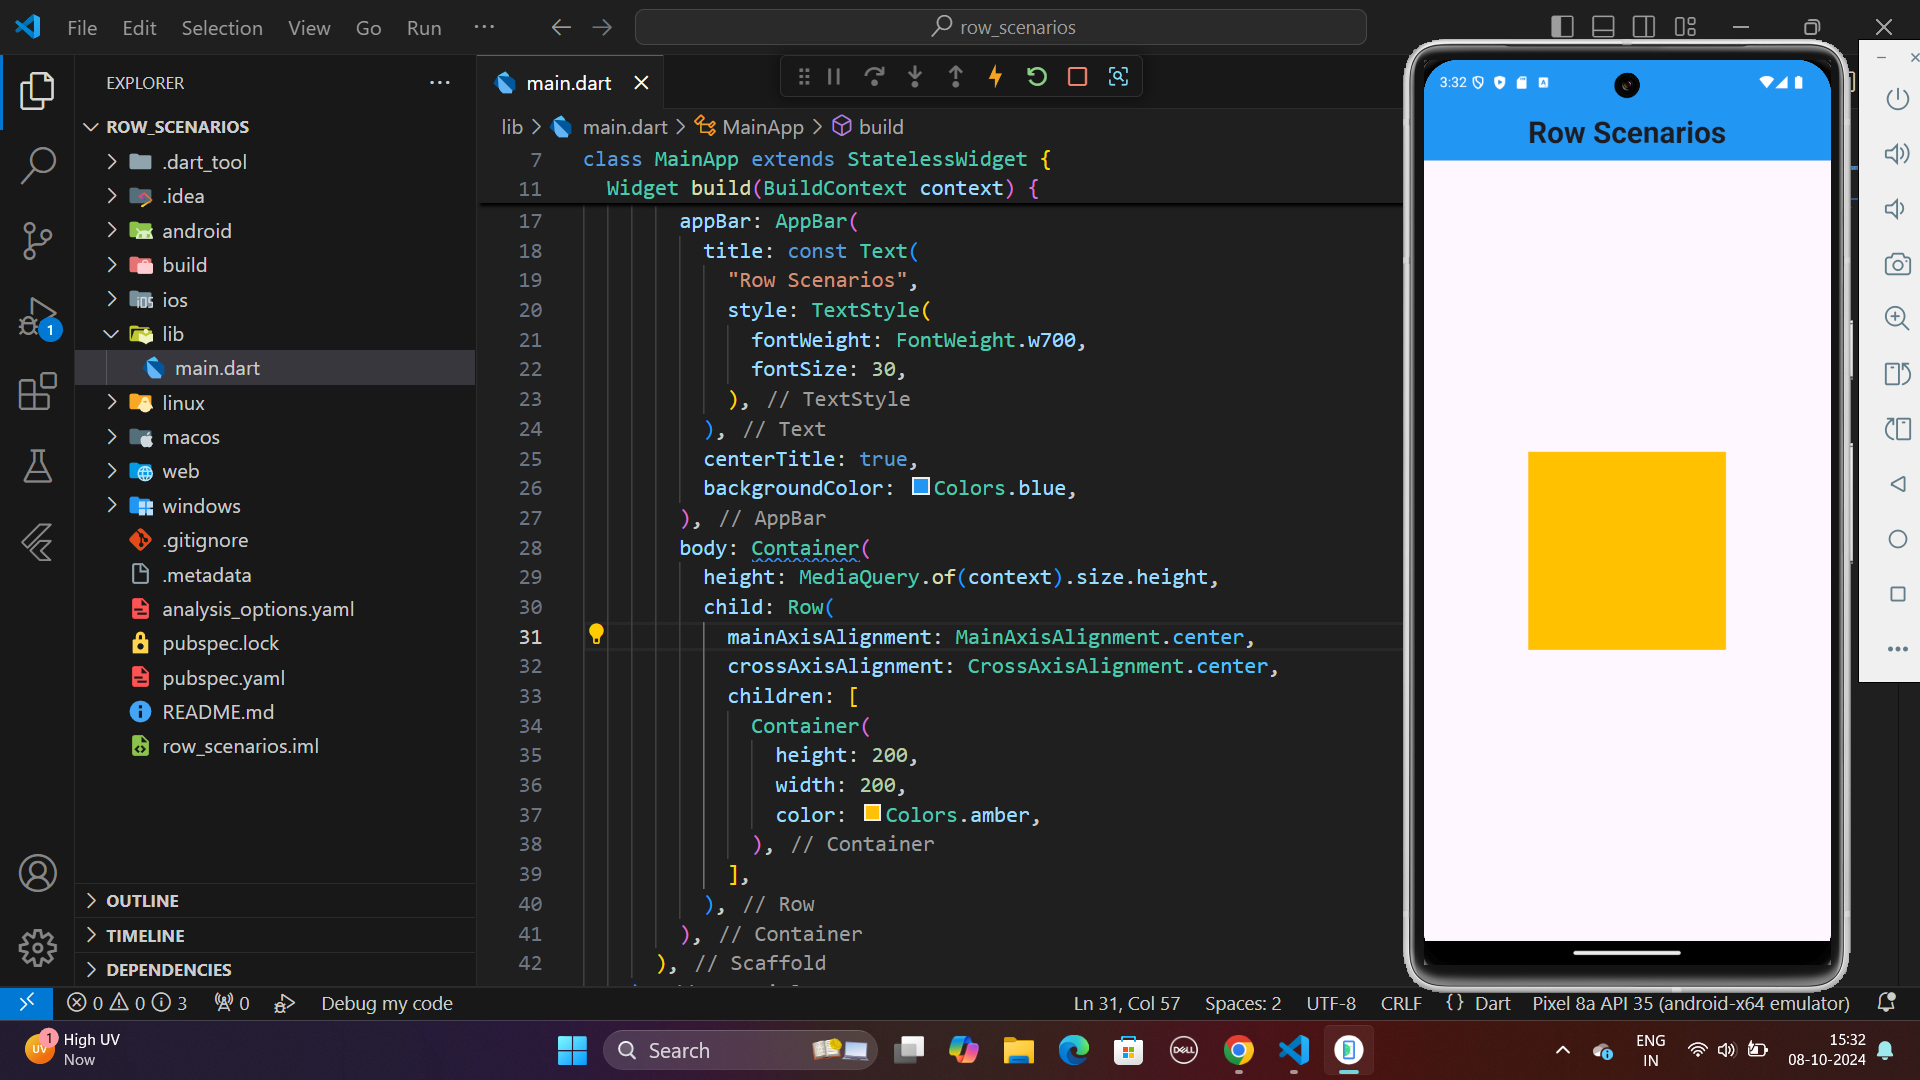 File Edit Selection View Go Run ··· row_scenarios
EXPLORER ···
ROW_SCENARIOS
.dart_tool
.idea
android
build
ios
lib
main.dart
linux
macos
web
windows
.gitignore
.metadata
analysis_options.yaml
pubspec.lock
pubspec.yaml
README.md
row_scenarios.iml
OUTLINE
TIMELINE
DEPENDENCIES
1
main.dart
lib > main.dart > MainApp > build
7 class MainApp extends StatelessWidget {
11 Widget build(BuildContext context) {
17 appBar: AppBar(
18 title: const Text(
19 "Row Scenarios",
20 style: TextStyle(
21 fontWeight: FontWeight.w700,
22 fontSize: 30,
23 ), // TextStyle
24 ), // Text
25 centerTitle: true,
26 backgroundColor: Colors.blue,
27 ), // AppBar
28 body: Container(
29 height: MediaQuery.of(context).size.height,
30 child: Row(
31 mainAxisAlignment: MainAxisAlignment.center,
32 crossAxisAlignment: CrossAxisAlignment.center,
33 children: [
34 Container(
35 height: 200,
36 width: 200,
37 color: Colors.amber,
38 ), // Container
39 ],
40 ), // Row
41 ), // Container
42 ), // Scaffold
3:32
Row Scenarios
0 0 3 0 Debug my code Ln 31, Col 57 Spaces: 2 UTF-8 CRLF {} Dart Pixel 8a API 35 (android-x64 emulator)
1
UV
High UV
Now
Search
DELL
ENG
IN
15:32
08-10-2024